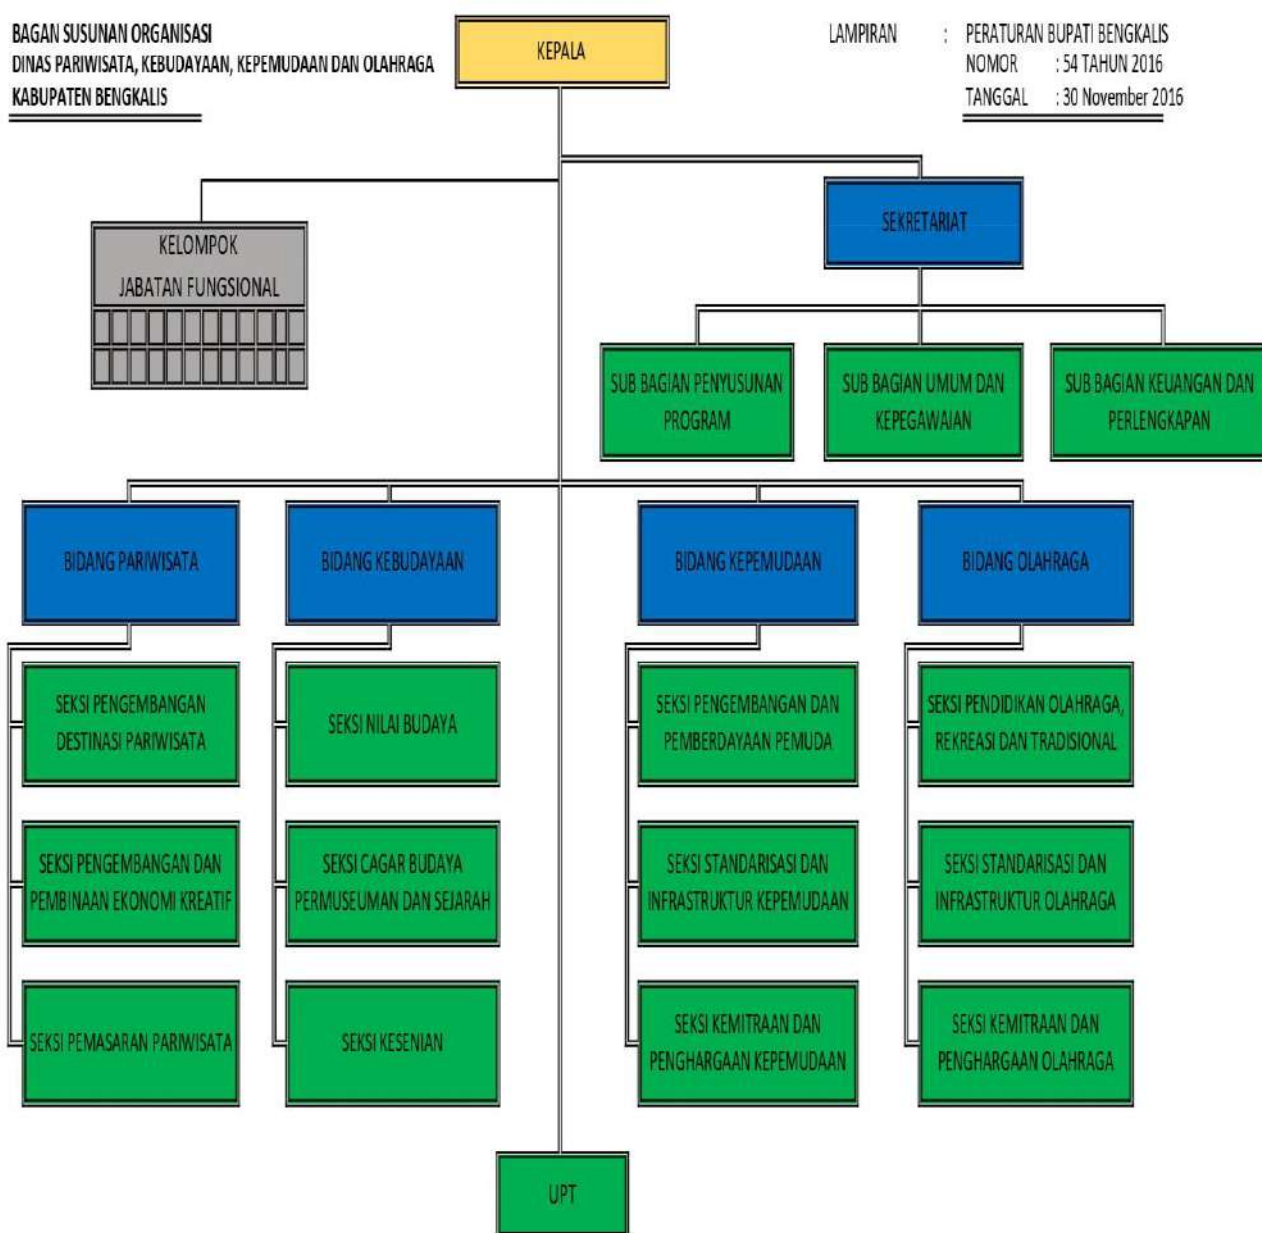 BAGAN SUSUNAN ORGANISASI
DINAS PARIWISATA, KEBUDAYAAN, KEPEMUDAAN DAN OLAHRAGA
KABUPATEN BENGKALIS
KEPALA
LAMPIRAN : PERATURAN BUPATI BENGKALIS
NOMOR : 54 TAHUN 2016
TANGGAL : 30 November 2016
SEKRETARIAT
KELOMPOK
JABATAN FUNGSIONAL
SUB BAGIAN PENYUSUNAN
PROGRAM
SUB BAGIAN UMUM DAN
KEPEGAWAIAN
SUB BAGIAN KEUANGAN DAN
PERLENGKAPAN
BIDANG PARIWISATA
BIDANG KEBUDAYAAN
BIDANG KEPEMUDAAN
BIDANG OLAHRAGA
SEKSI PENGEMBANGAN
DESTINASI PARIWISATA
SEKSI NILAI BUDAYA
SEKSI PENGEMBANGAN DAN
PEMBERDAYAAN PEMUDA
SEKSI PENDIDIKAN OLAHRAGA,
REKREASI DAN TRADISIONAL
SEKSI PENGEMBANGAN DAN
PEMBINAAN EKONOMI KREATIF
SEKSI CAGAR BUDAYA
PERMUSEUMAN DAN SEJARAH
SEKSI STANDARISASI DAN
INFRASTRUKTUR KEPEMUDAAN
SEKSI STANDARISASI DAN
INFRASTRUKTUR OLAHRAGA
SEKSI PEMASARAN PARIWISATA
SEKSI KESENIAN
SEKSI KEMITRAAN DAN
PENGHARGAAN KEPEMUDAAN
SEKSI KEMITRAAN DAN
PENGHARGAAN OLAHRAGA
UPT